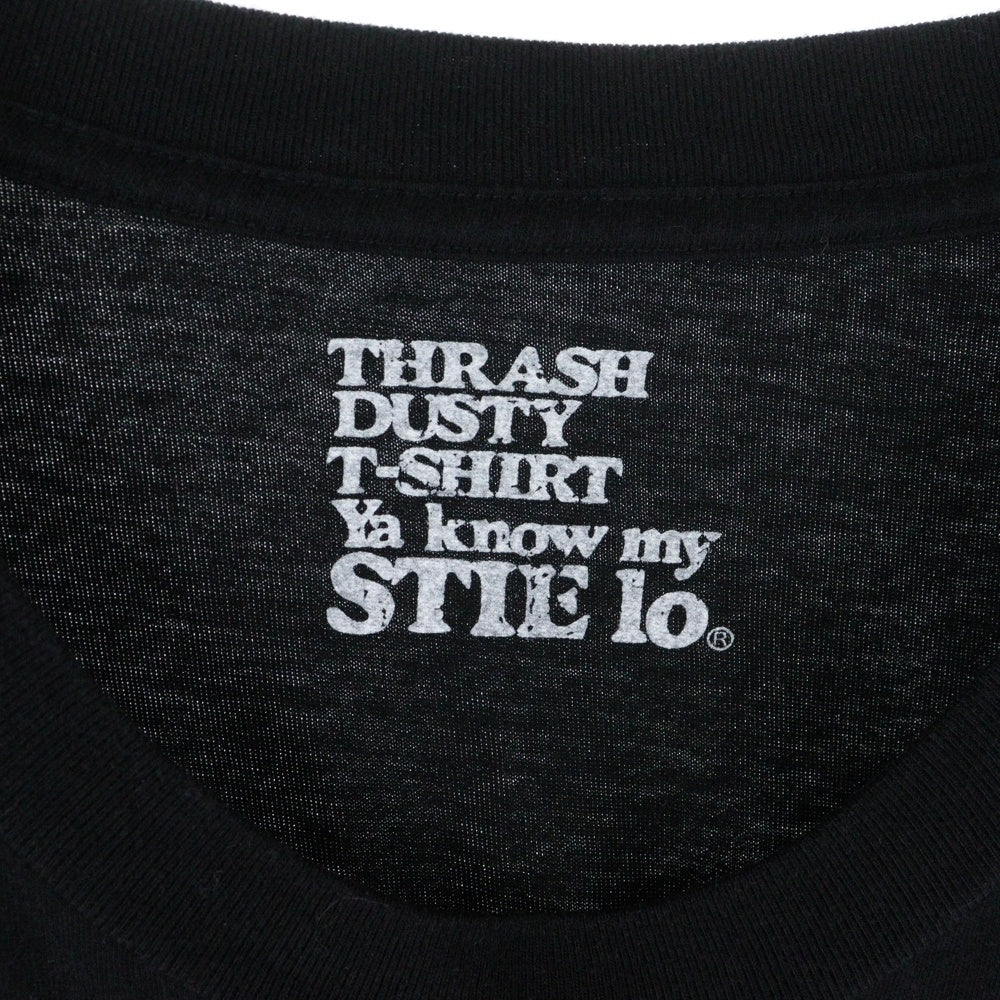 THRASH
DUSTY
T-SHIRT
Ya know my
STIE lo®